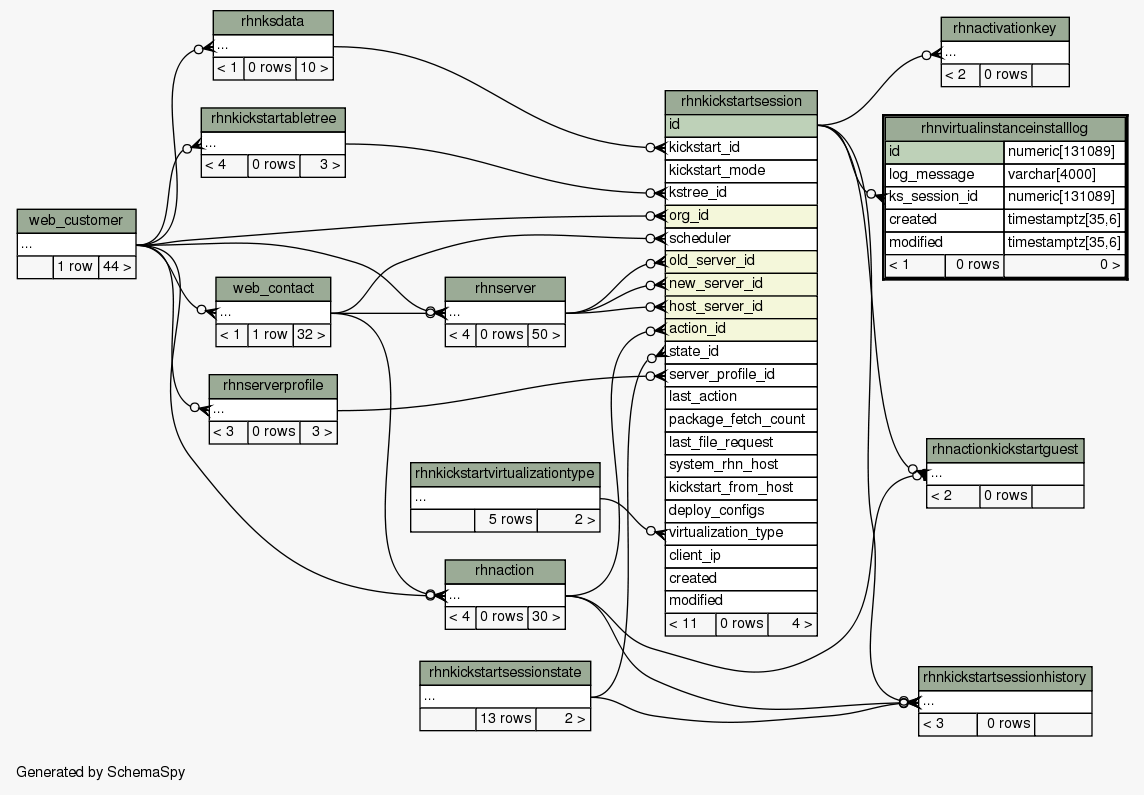 rhnksdata
...
< 1 0 rows 10 >
rhnkickstartabletree
...
< 4 0 rows 3 >
web_customer
...
1 row 44 >
web_contact
...
< 1 1 row 32 >
rhnserverprofile
...
< 3 0 rows 3 >
rhnserver
...
< 4 0 rows 50 >
rhnkickstartvirtualizationtype
...
5 rows 2 >
rhnaction
...
< 4 0 rows 30 >
rhnkickstartsessionstate
...
13 rows 2 >
rhnkickstartsession
id
kickstart_id
kickstart_mode
kstree_id
org_id
scheduler
old_server_id
new_server_id
host_server_id
action_id
state_id
server_profile_id
last_action
package_fetch_count
last_file_request
system_rhn_host
kickstart_from_host
deploy_configs
virtualization_type
client_ip
created
modified
< 11 0 rows 4 >
rhnactivationkey
...
< 2 0 rows
rhnvirtualinstanceinstalllog
id numeric[131089]
log_message varchar[4000]
ks_session_id numeric[131089]
created timestamptz[35,6]
modified timestamptz[35,6]
< 1 0 rows 0 >
rhnactionkickstartguest
...
< 2 0 rows
rhnkickstartsessionhistory
...
< 3 0 rows
Generated by SchemaSpy